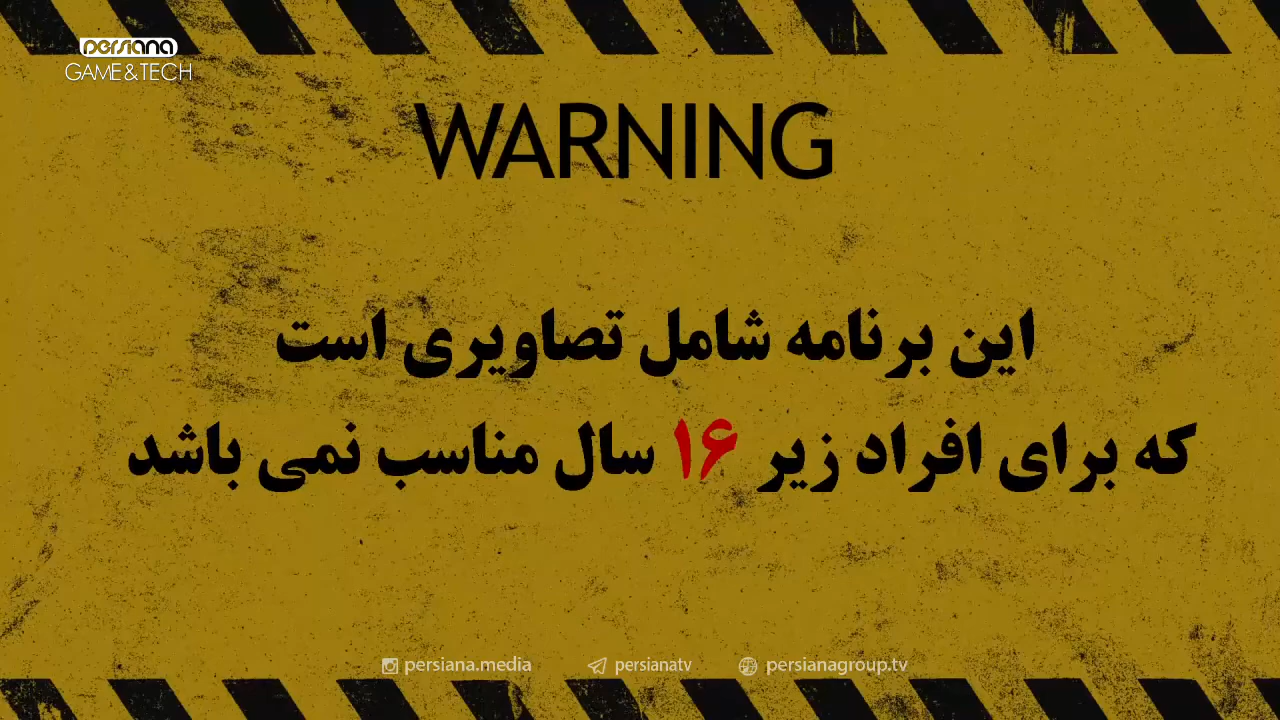 persiana
GAME&TECH
WARNING
این برنامه شامل تصاویری است
که برای افراد زیر ۱۶ سال مناسب نمی باشد
persiana.media persianatv persianagroup.tv